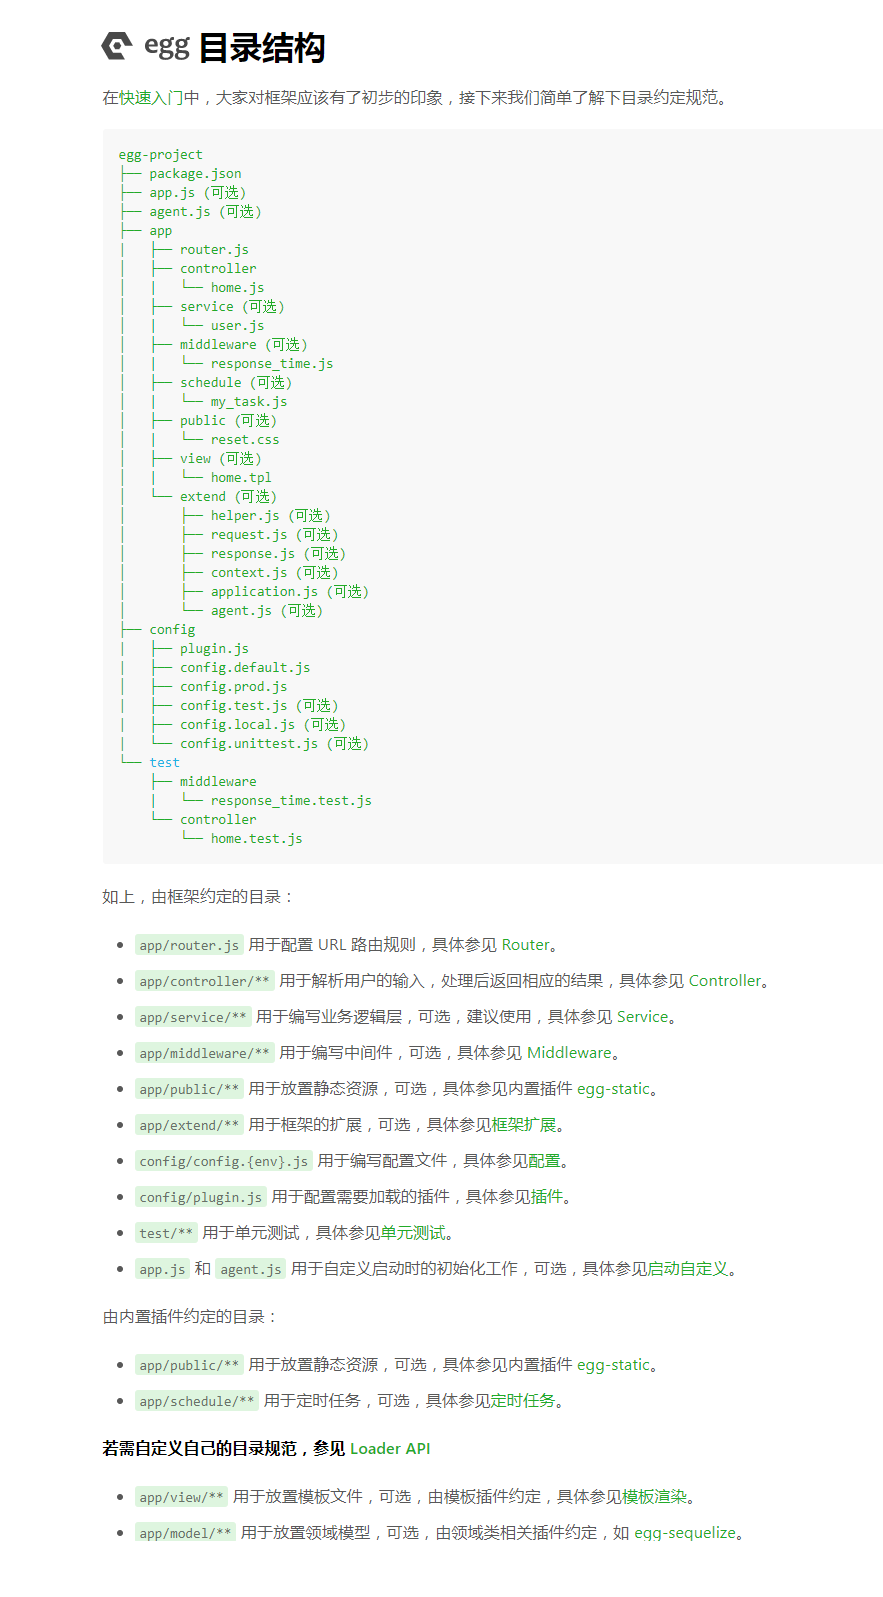 egg 目录结构
在快速入门中，大家对框架应该有了初步的印象，接下来我们简单了解下目录约定规范。
egg-project
├── package.json
├── app.js (可选)
├── agent.js (可选)
├── app
|   ├── router.js
│   ├── controller
│   |   └── home.js
│   ├── service (可选)
│   |   └── user.js
│   ├── middleware (可选)
│   |   └── response_time.js
│   ├── schedule (可选)
│   |   └── my_task.js
│   ├── public (可选)
│   |   └── reset.css
│   ├── view (可选)
│   |   └── home.tpl
│   └── extend (可选)
│       ├── helper.js (可选)
│       ├── request.js (可选)
│       ├── response.js (可选)
│       ├── context.js (可选)
│       ├── application.js (可选)
│       └── agent.js (可选)
├── config
|   ├── plugin.js
|   ├── config.default.js
│   ├── config.prod.js
|   ├── config.test.js (可选)
|   ├── config.local.js (可选)
|   └── config.unittest.js (可选)
└── test
    ├── middleware
    |   └── response_time.test.js
    └── controller
        └── home.test.js
如上，由框架约定的目录：
• app/router.js 用于配置 URL 路由规则，具体参见 Router。
• app/controller/** 用于解析用户的输入，处理后返回相应的结果，具体参见 Controller。
• app/service/** 用于编写业务逻辑层，可选，建议使用，具体参见 Service。
• app/middleware/** 用于编写中间件，可选，具体参见 Middleware。
• app/public/** 用于放置静态资源，可选，具体参见内置插件 egg-static。
• app/extend/** 用于框架的扩展，可选，具体参见框架扩展。
• config/config.{env}.js 用于编写配置文件，具体参见配置。
• config/plugin.js 用于配置需要加载的插件，具体参见插件。
• test/** 用于单元测试，具体参见单元测试。
• app.js 和 agent.js 用于自定义启动时的初始化工作，可选，具体参见启动自定义。
由内置插件约定的目录：
• app/public/** 用于放置静态资源，可选，具体参见内置插件 egg-static。
• app/schedule/** 用于定时任务，可选，具体参见定时任务。
若需自定义自己的目录规范，参见 Loader API
• app/view/** 用于放置模板文件，可选，由模板插件约定，具体参见模板渲染。
• app/model/** 用于放置领域模型，可选，由领域类相关插件约定，如 egg-sequelize。